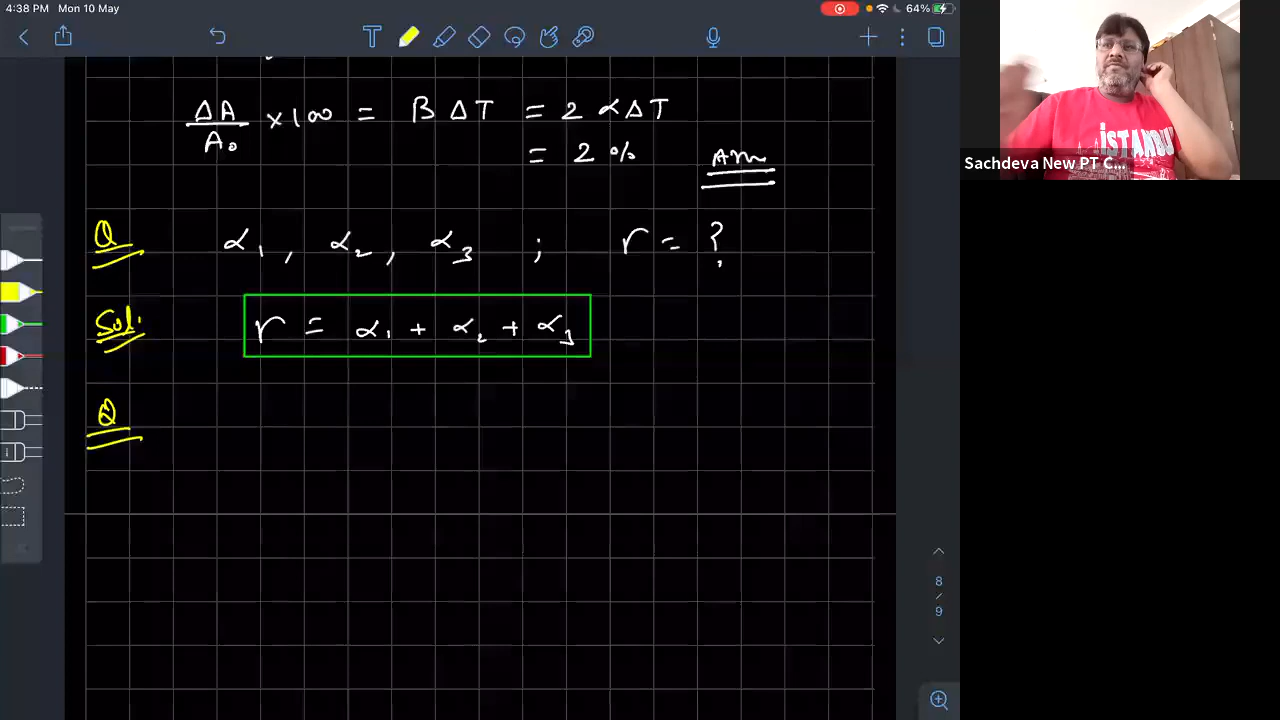 4:38 PM Mon 10 May
64%
T
ΔA/A₀ ×100 = β ΔT = 2 α ΔT
= 2 % Ans
Q α₁ , α₂ , α₃ ; r = ?
Sol: r = α₁ + α₂ + α₃
Q
8
/
9
İSTANBUL
Sachdeva New PT C...